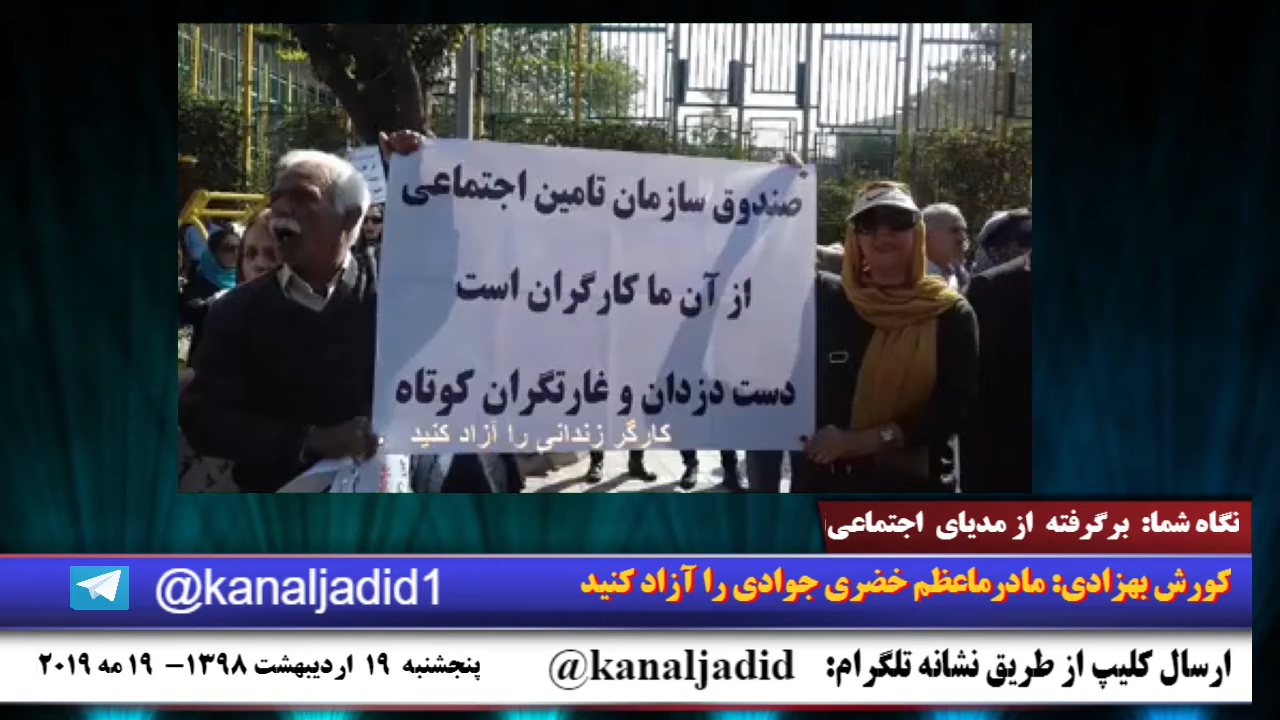 صندوق سازمان تامین اجتماعی
از آن ما کارگران است
دست دزدان و غارتگران کوتاه
کارگر زندانی را آزاد کنید
نگاه شما: برگرفته از مدیای اجتماعی
کورش بهزادی: مادرماعظم خضری جوادی را آزاد کنید
@kanaljadid1
ارسال کلیپ از طریق نشانه تلگرام: @kanaljadid
پنجشنبه ۱۹ اردیبهشت ۱۳۹۸– ۱۹ مه ۲۰۱۹